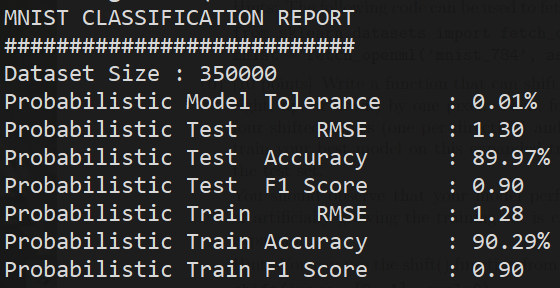 MNIST CLASSIFICATION REPORT
###########################
Dataset Size : 350000
Probabilistic Model Tolerance     : 0.01%
Probabilistic Test      RMSE      : 1.30
Probabilistic Test  Accuracy      : 89.97%
Probabilistic Test  F1 Score      : 0.90
Probabilistic Train     RMSE      : 1.28
Probabilistic Train Accuracy      : 90.29%
Probabilistic Train F1 Score      : 0.90